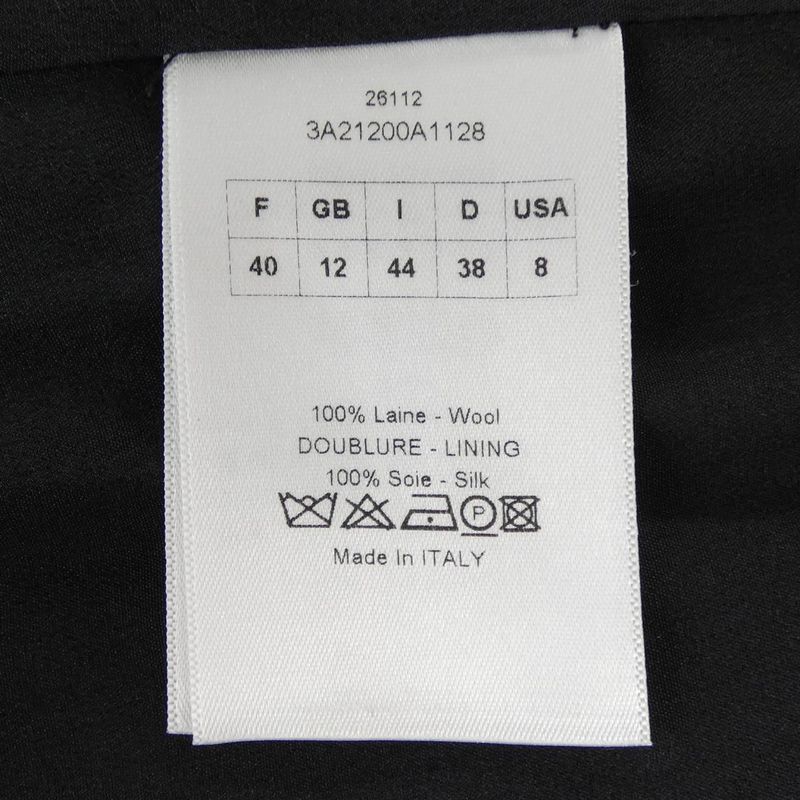 26112
3A21200A1128
F GB I D USA
40 12 44 38 8
100% Laine - Wool
DOUBLURE - LINING
100% Soie - Silk
P
Made In ITALY